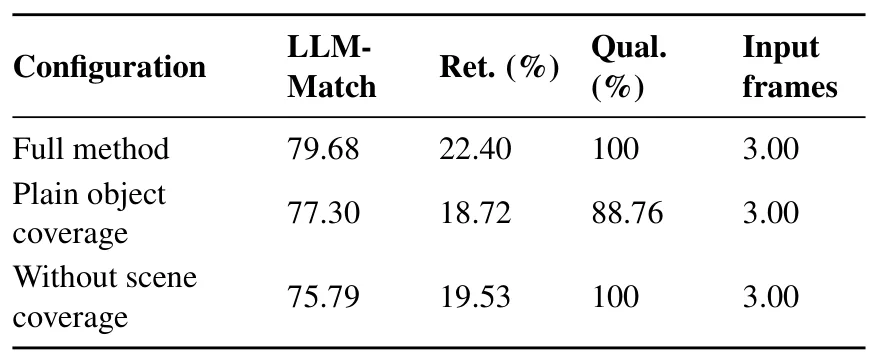 Configuration LLM-Match Ret. (%) Qual. (%) Input frames
Full method 79.68 22.40 100 3.00
Plain object coverage 77.30 18.72 88.76 3.00
Without scene coverage 75.79 19.53 100 3.00